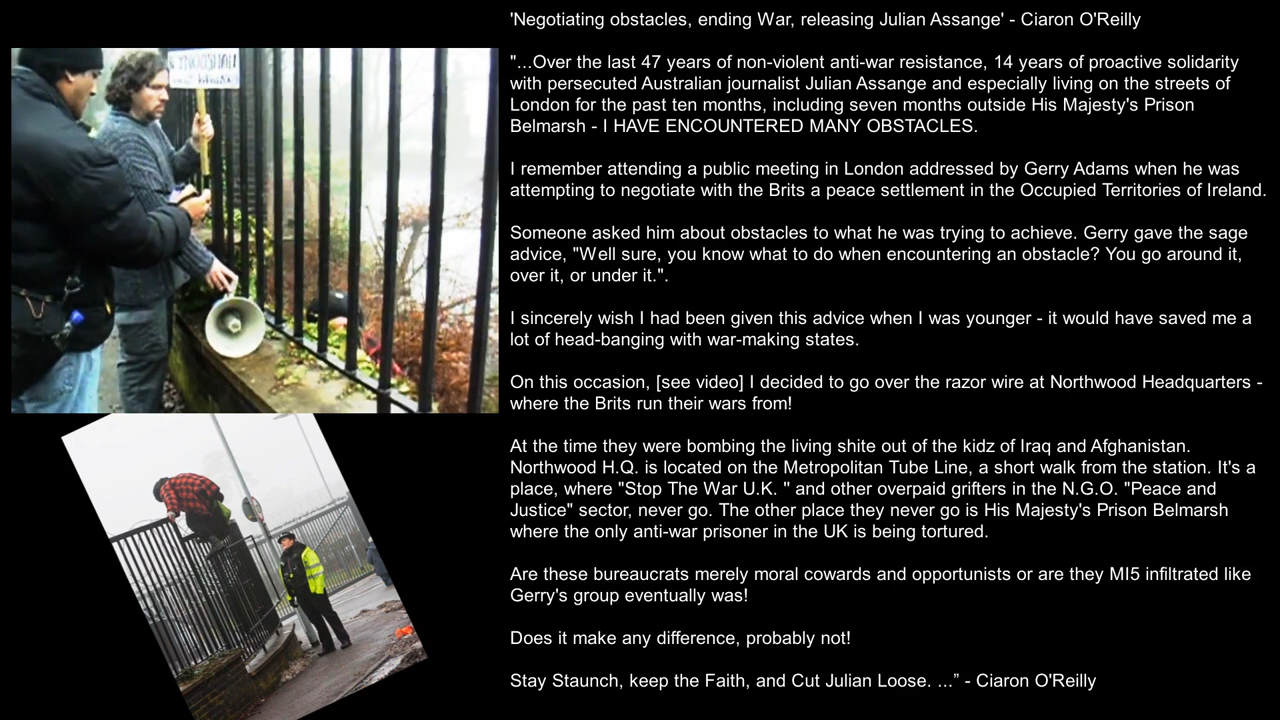 'Negotiating obstacles, ending War, releasing Julian Assange' - Ciaron O'Reilly
"...Over the last 47 years of non-violent anti-war resistance, 14 years of proactive solidarity
with persecuted Australian journalist Julian Assange and especially living on the streets of
London for the past ten months, including seven months outside His Majesty's Prison
Belmarsh - I HAVE ENCOUNTERED MANY OBSTACLES.
I remember attending a public meeting in London addressed by Gerry Adams when he was
attempting to negotiate with the Brits a peace settlement in the Occupied Territories of Ireland.
Someone asked him about obstacles to what he was trying to achieve. Gerry gave the sage
advice, "Well sure, you know what to do when encountering an obstacle? You go around it,
over it, or under it.".
I sincerely wish I had been given this advice when I was younger - it would have saved me a
lot of head-banging with war-making states.
On this occasion, [see video] I decided to go over the razor wire at Northwood Headquarters -
where the Brits run their wars from!
At the time they were bombing the living shite out of the kidz of Iraq and Afghanistan.
Northwood H.Q. is located on the Metropolitan Tube Line, a short walk from the station. It's a
place, where "Stop The War U.K. " and other overpaid grifters in the N.G.O. "Peace and
Justice" sector, never go. The other place they never go is His Majesty's Prison Belmarsh
where the only anti-war prisoner in the UK is being tortured.
Are these bureaucrats merely moral cowards and opportunists or are they MI5 infiltrated like
Gerry's group eventually was!
Does it make any difference, probably not!
Stay Staunch, keep the Faith, and Cut Julian Loose. ...” - Ciaron O'Reilly